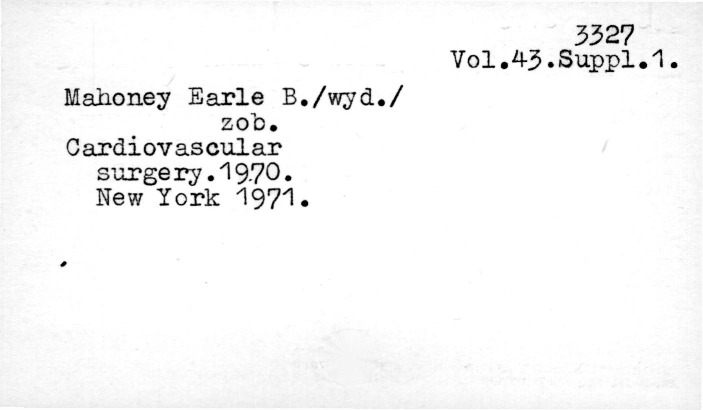 3327
Vol.43.Suppl.1.
Mahoney Earle B./wyd./
zob.
Cardiovascular
surgery.1970.
New York 1971.